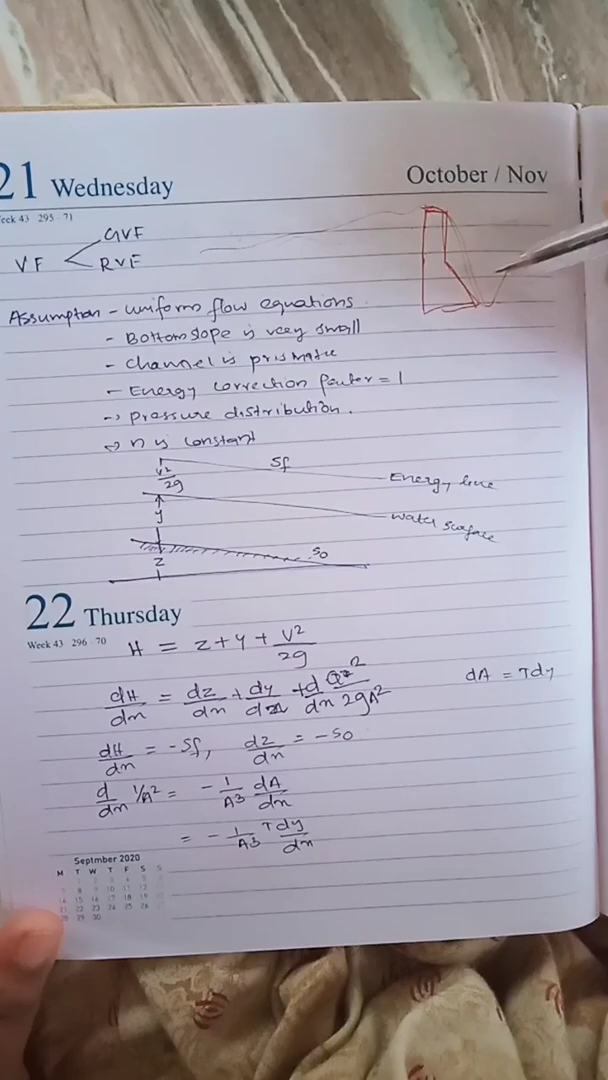 21 Wednesday
October / Nov
Week 43 295-71
GVF
VF <
RVF
Assumption - uniform flow equations
- Bottom slope is very small
- Channel is prismatic
- Energy correction factor = 1
-> pressure distribution.
-> n is constant
Sf
V²/2g
Energy line
y
water surface
So
z
22 Thursday
Week 43 296-70
H = z + y + V²/2g
dH/dx = dz/dx + dy/dx + d/dx Q²/2gA²
dA = T dy
dH/dx = -Sf, dz/dx = -So
d/dx 1/A² = -1/A3 dA/dx
= -1/A3 T dy/dx
Septmber 2020
M T W T F S S